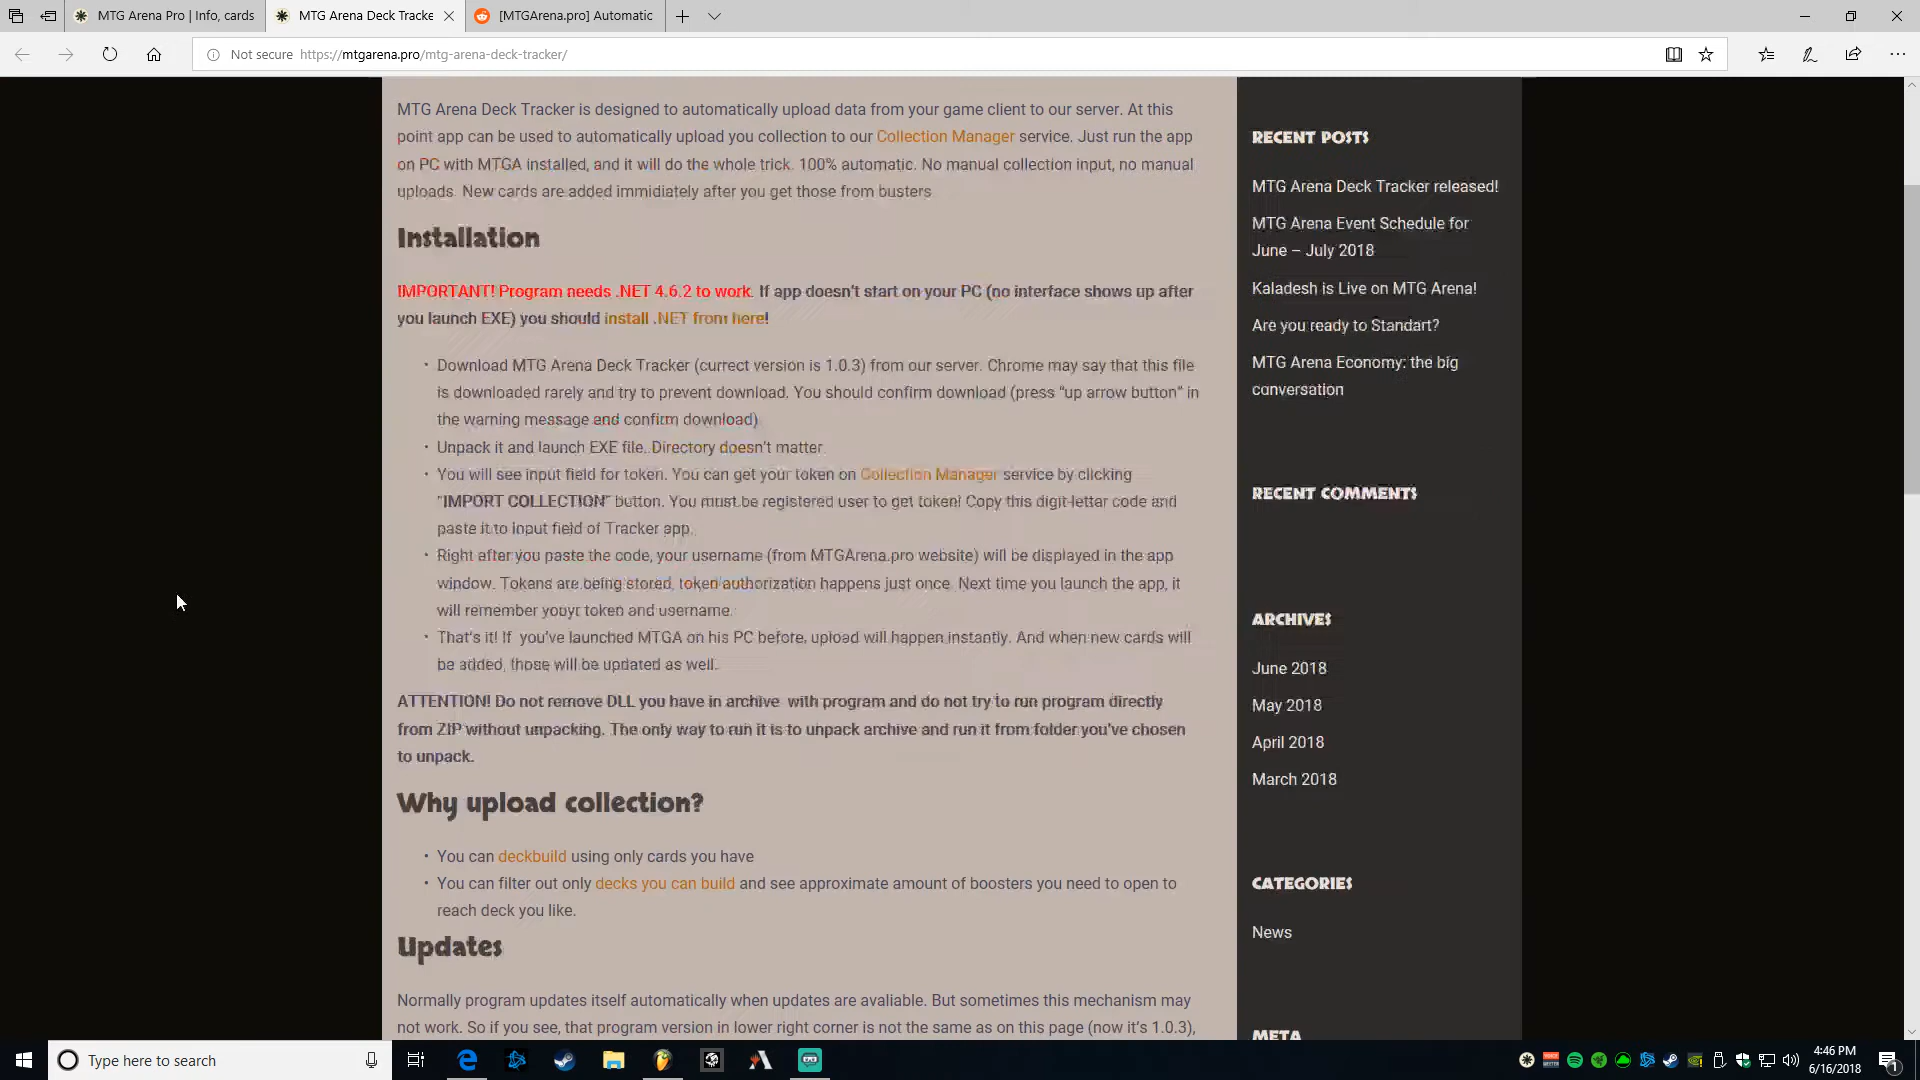 MTG Arena Pro | Info, cards
MTG Arena Deck Tracke
[MTGArena.pro] Automatic
Not secure https://mtgarena.pro/mtg-arena-deck-tracker/
MTG Arena Deck Tracker is designed to automatically upload data from your game client to our server. At this
point app can be used to automatically upload you collection to our Collection Manager service. Just run the app
on PC with MTGA installed, and it will do the whole trick. 100% automatic. No manual collection input, no manual
uploads. New cards are added immidiately after you get those from busters
Installation
IMPORTANT! Program needs .NET 4.6.2 to work. If app doesn't start on your PC (no interface shows up after
you launch EXE) you should install .NET from here!
• Download MTG Arena Deck Tracker (currect version is 1.0.3) from our server. Chrome may say that this file
is downloaded rarely and try to prevent download. You should confirm download (press "up arrow button" in
the warning message and confirm download)
• Unpack it and launch EXE file. Directory doesn't matter.
• You will see input field for token. You can get your token on Collection Manager service by clicking
"IMPORT COLLECTION" button. You must be registered user to get token! Copy this digit-lettar code and
paste it to input field of Tracker app.
• Right after you paste the code, your username (from MTGArena.pro website) will be displayed in the app
window. Tokens are being stored, token authorization happens just once. Next time you launch the app, it
will remember yopyr token and username.
• That's it! If you've launched MTGA on his PC before, upload will happen instantly. And when new cards will
be added, those will be updated as well.
ATTENTION! Do not remove DLL you have in archive with program and do not try to run program directly
from ZIP without unpacking. The only way to run it is to unpack archive and run it from folder you've chosen
to unpack.
Why upload collection?
• You can deckbuild using only cards you have
• You can filter out only decks you can build and see approximate amount of boosters you need to open to
reach deck you like.
Updates
Normally program updates itself automatically when updates are avaliable. But sometimes this mechanism may
not work. So if you see, that program version in lower right corner is not the same as on this page (now it's 1.0.3),
RECENT POSTS
MTG Arena Deck Tracker released!
MTG Arena Event Schedule for
June – July 2018
Kaladesh is Live on MTG Arena!
Are you ready to Standart?
MTG Arena Economy: the big
conversation
RECENT COMMENTS
ARCHIVES
June 2018
May 2018
April 2018
March 2018
CATEGORIES
News
META
Type here to search
4:46 PM
6/16/2018
1